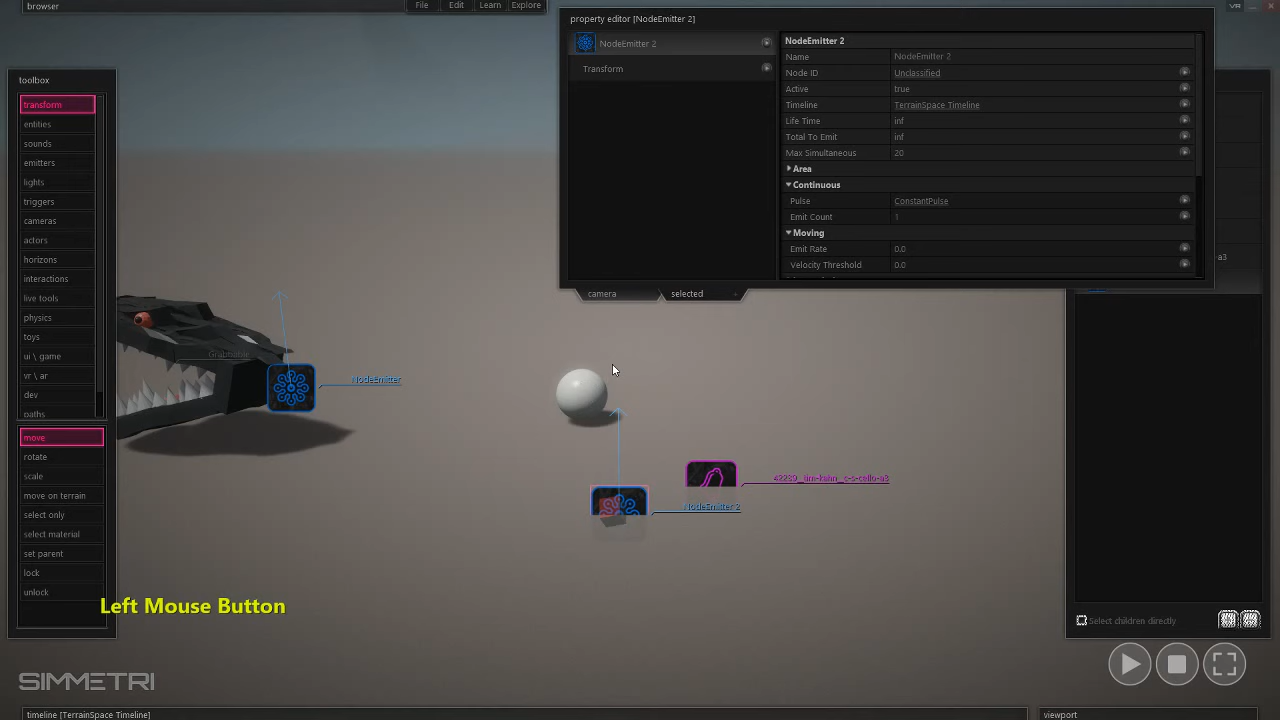 browser
File
Edit
Learn
Explore
VR
property editor [NodeEmitter 2]
NodeEmitter 2
Transform
NodeEmitter 2
Name NodeEmitter 2
Node ID Unclassified
Active true
Timeline TerrainSpace Timeline
Life Time inf
Total To Emit inf
Max Simultaneous 20
Area
Continuous
Pulse ConstantPulse
Emit Count 1
Moving
Emit Rate 0.0
Velocity Threshold 0.0
camera
selected
toolbox
transform
entities
sounds
emitters
lights
triggers
cameras
actors
horizons
interactions
live tools
physics
toys
ui \ game
vr \ ar
dev
paths
move
rotate
scale
move on terrain
select only
select material
set parent
lock
unlock
Grabbable
NodeEmitter
42239_tim-kahn_c-s-cello-a3
NodeEmitter 2
Left Mouse Button
Select children directly
SIMMETRI
timeline [TerrainSpace Timeline]
viewport